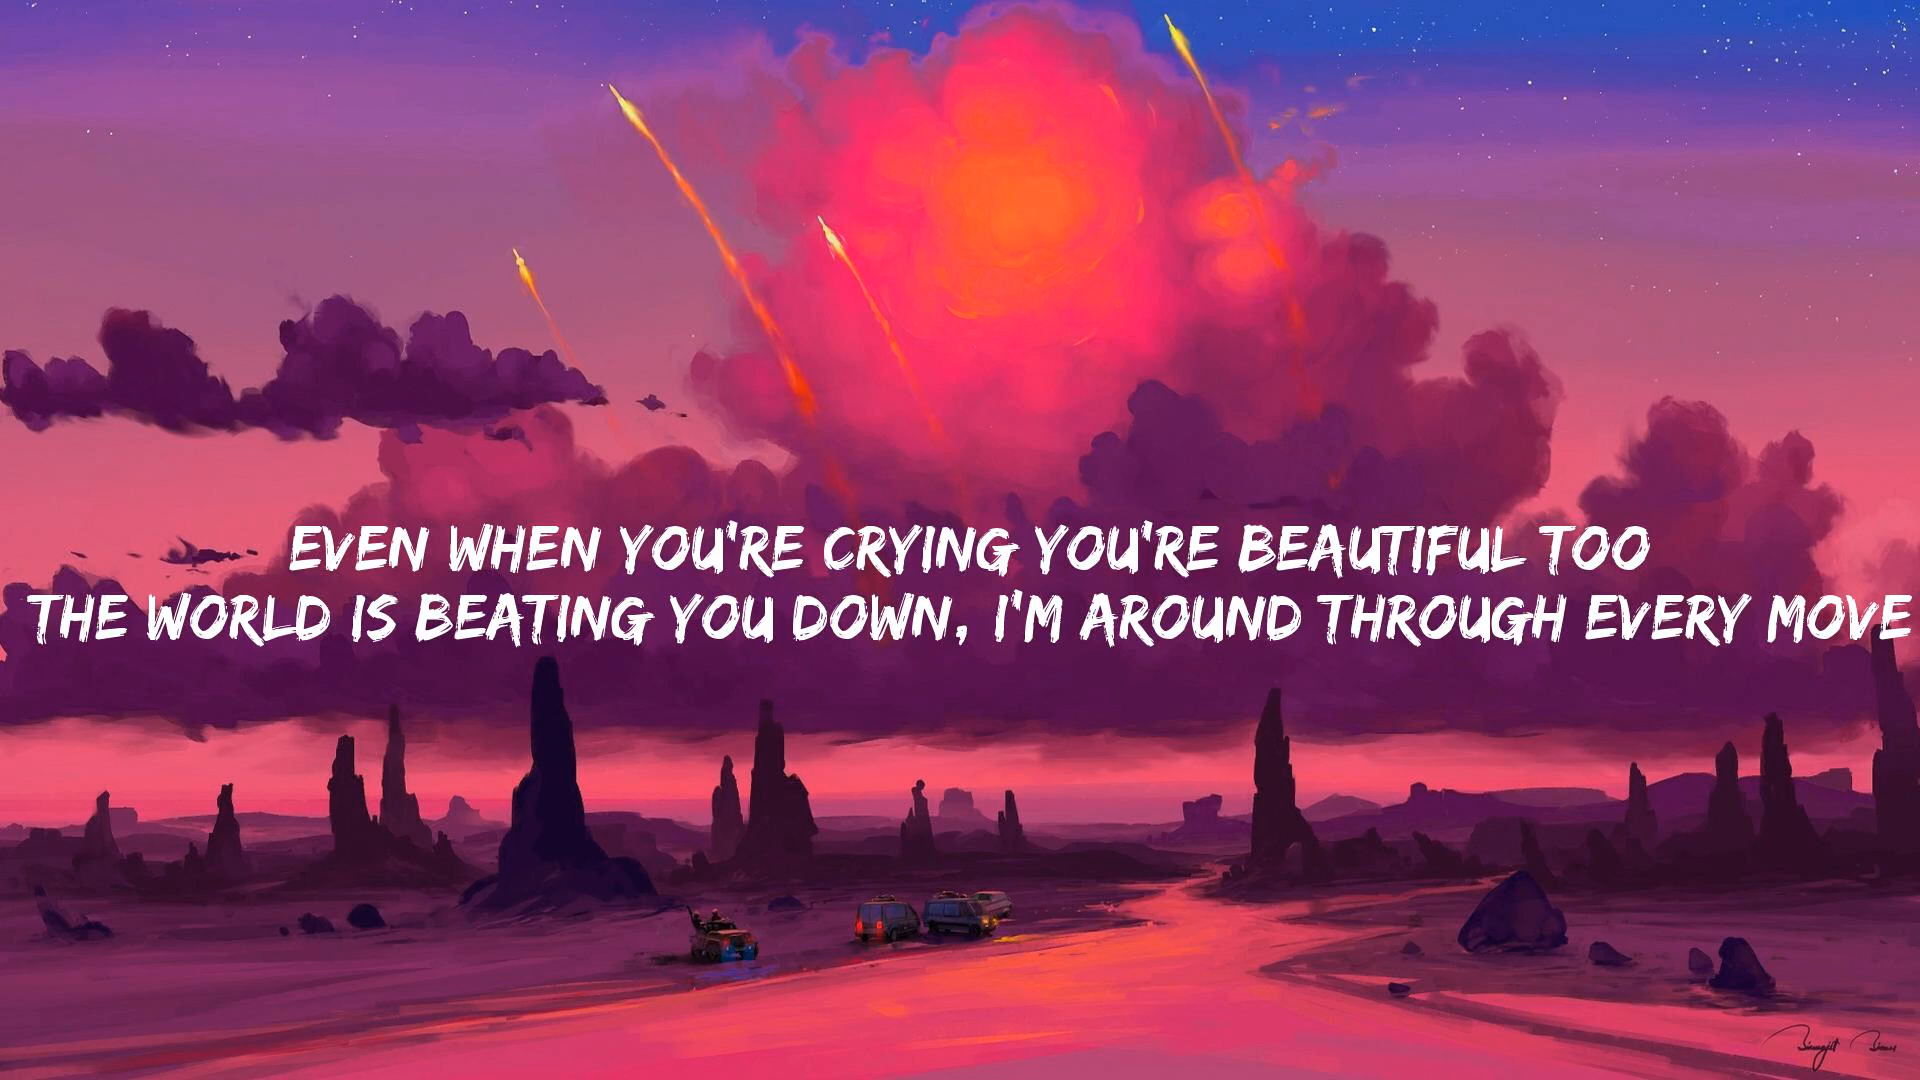 EVEN WHEN YOU'RE CRYING YOU'RE BEAUTIFUL TOO
THE WORLD IS BEATING YOU DOWN, I'M AROUND THROUGH EVERY MOVE